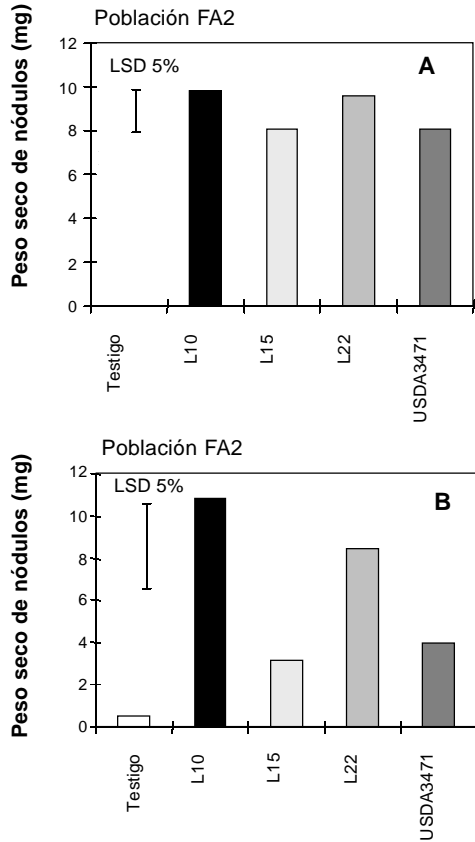 Población FA2
Peso seco de nódulos (mg)
12
10
8
6
4
2
0
LSD 5%
A
Testigo
L10
L15
L22
USDA3471
Población FA2
Peso seco de nódulos (mg)
12
10
8
6
4
2
0
LSD 5%
B
Testigo
L10
L15
L22
USDA3471